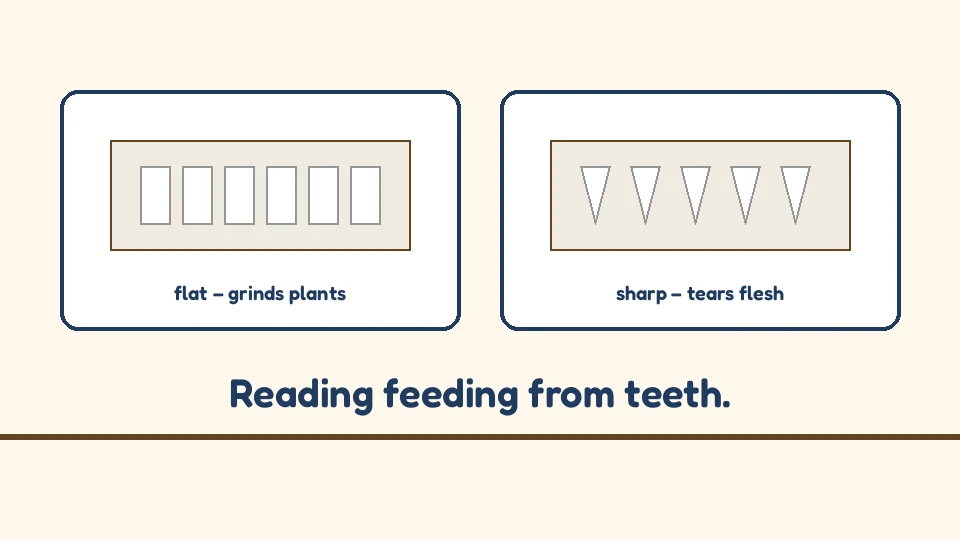 flat – grinds plants
sharp – tears flesh
Reading feeding from teeth.